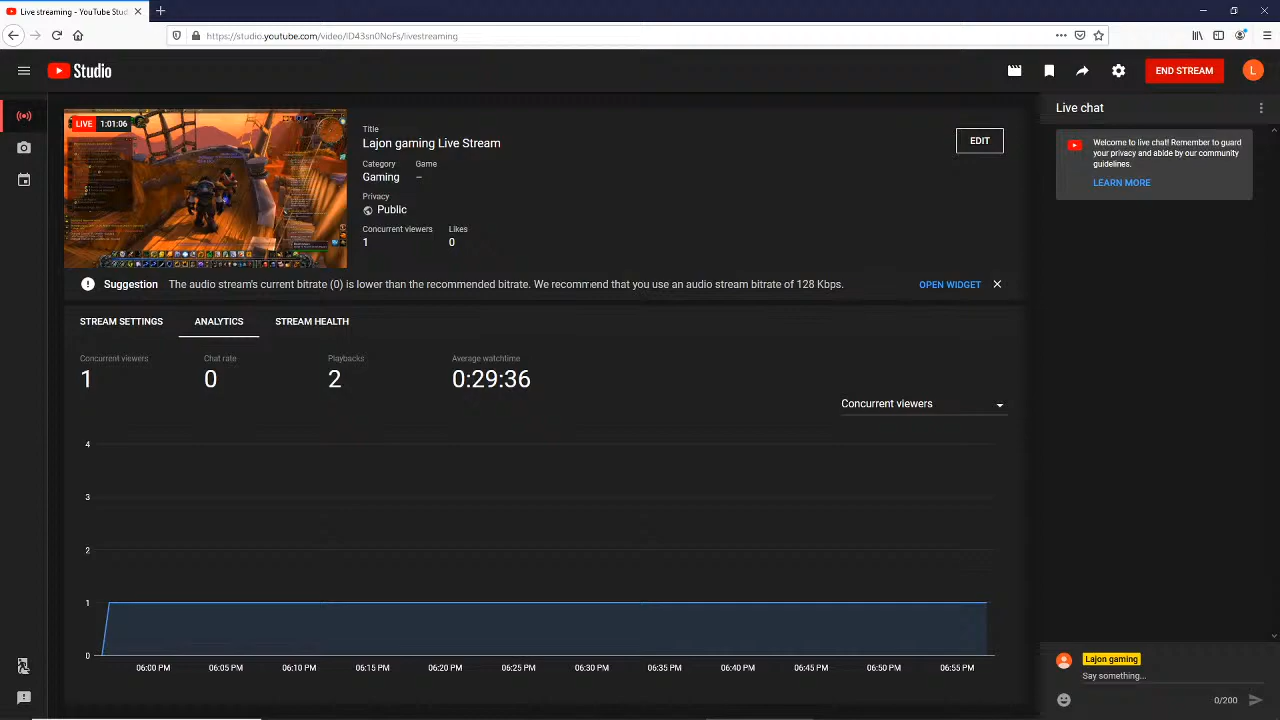 Live streaming - YouTube Stud
https://studio.youtube.com/video/ID43sn0NoFs/livestreaming
Studio
END STREAM
L
LIVE 1:01:06
Title
Lajon gaming Live Stream
EDIT
Category Game
Gaming –
Privacy
Public
Concurrent viewers Likes
1 0
Suggestion The audio stream's current bitrate (0) is lower than the recommended bitrate. We recommend that you use an audio stream bitrate of 128 Kbps. OPEN WIDGET
STREAM SETTINGS ANALYTICS STREAM HEALTH
Concurrent viewers Chat rate Playbacks Average watchtime
1 0 2 0:29:36
Concurrent viewers
4
3
2
1
0
06:00 PM 06:05 PM 06:10 PM 06:15 PM 06:20 PM 06:25 PM 06:30 PM 06:35 PM 06:40 PM 06:45 PM 06:50 PM 06:55 PM
Live chat
Welcome to live chat! Remember to guard
your privacy and abide by our community
guidelines.
LEARN MORE
Lajon gaming
Say something...
0/200